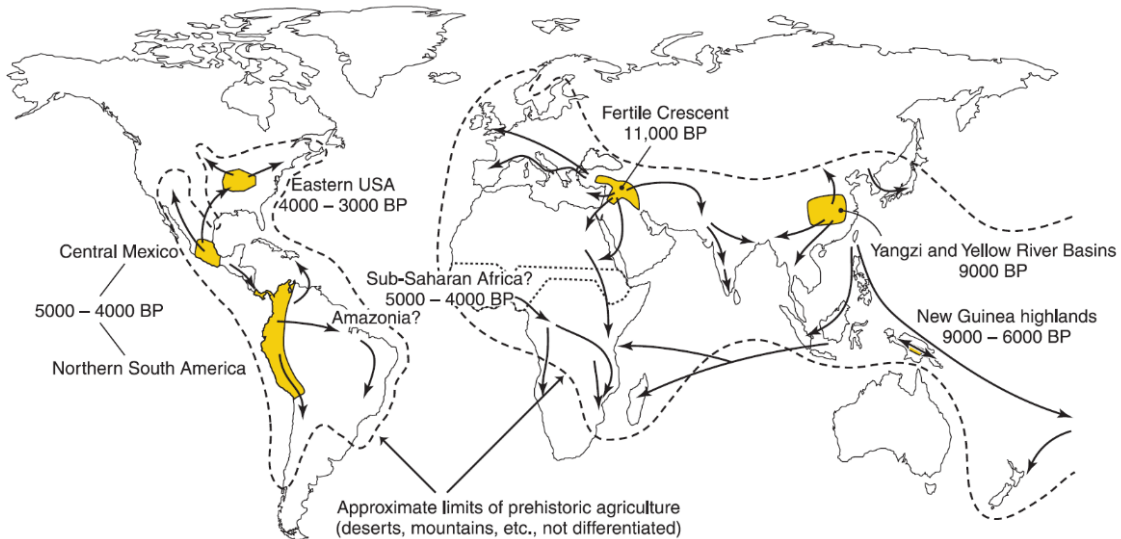 Fertile Crescent
11,000 BP
Eastern USA
4000 – 3000 BP
Central Mexico
5000 – 4000 BP
Northern South America
Amazonia?
Sub-Saharan Africa?
5000 – 4000 BP
Yangzi and Yellow River Basins
9000 BP
New Guinea highlands
9000 – 6000 BP
Approximate limits of prehistoric agriculture
(deserts, mountains, etc., not differentiated)